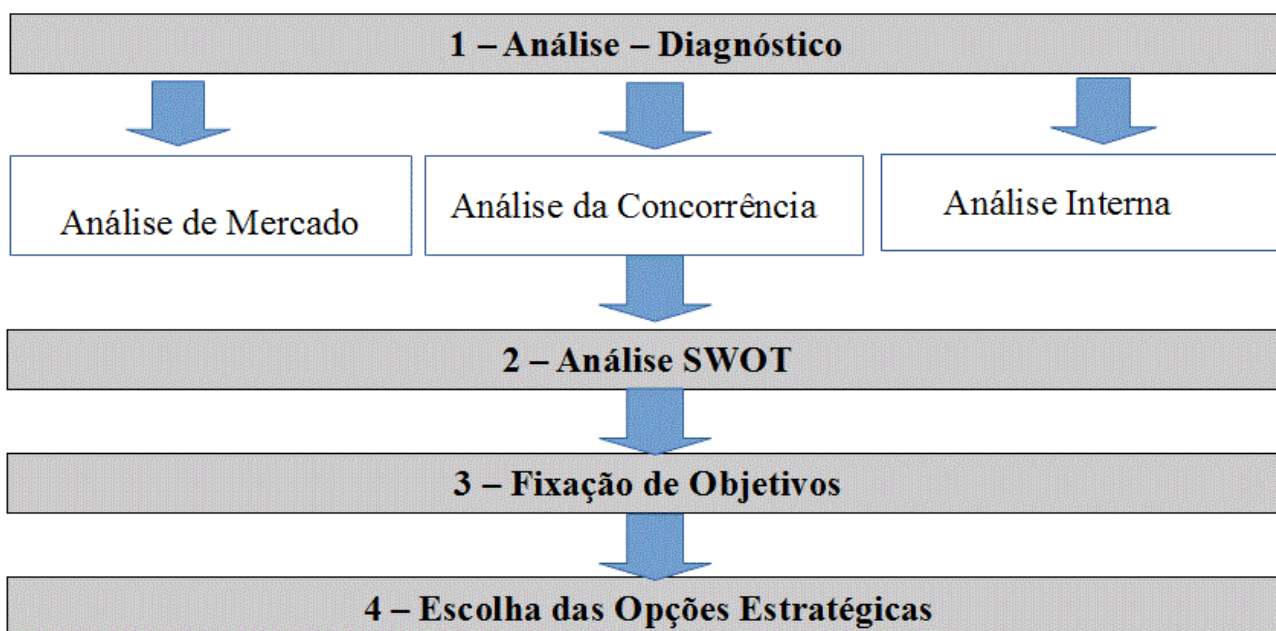 1 – Análise – Diagnóstico
Análise de Mercado
Análise da Concorrência
Análise Interna
2 – Análise SWOT
3 – Fixação de Objetivos
4 – Escolha das Opções Estratégicas